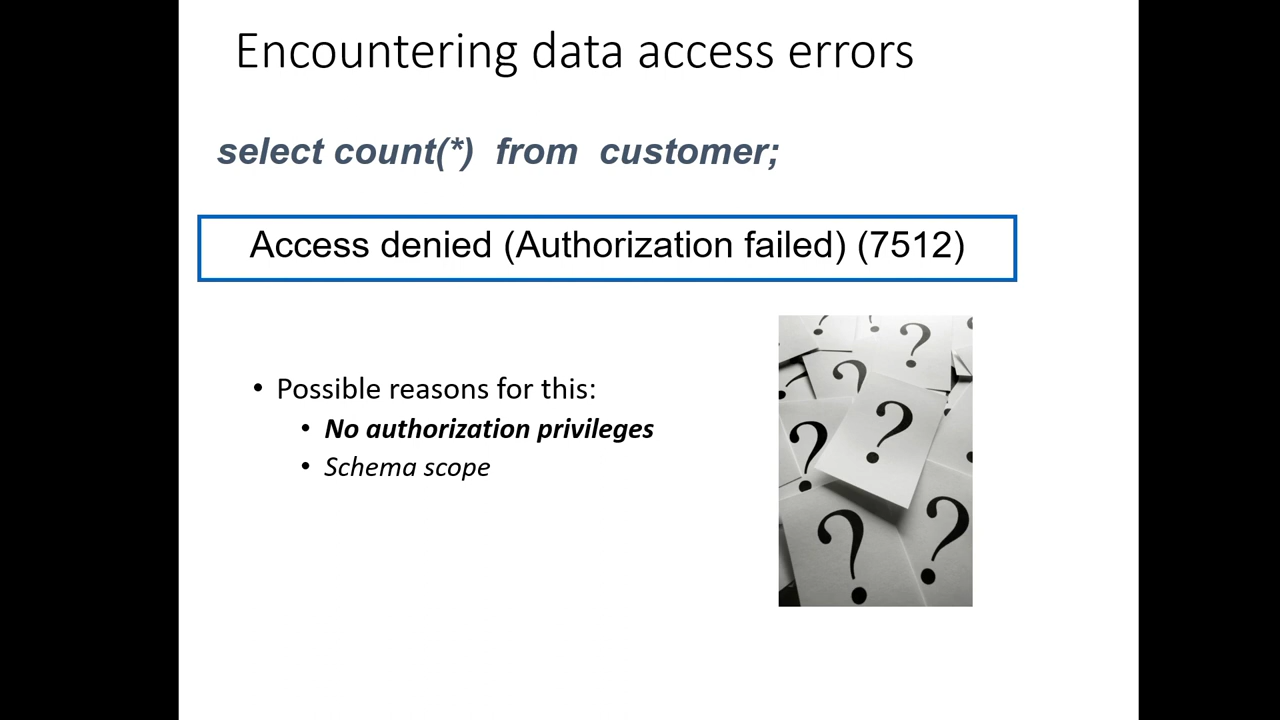 Encountering data access errors
select count(*) from customer;
Access denied (Authorization failed) (7512)
• Possible reasons for this:
• No authorization privileges
• Schema scope
? ? ? ? ? ? ? ?